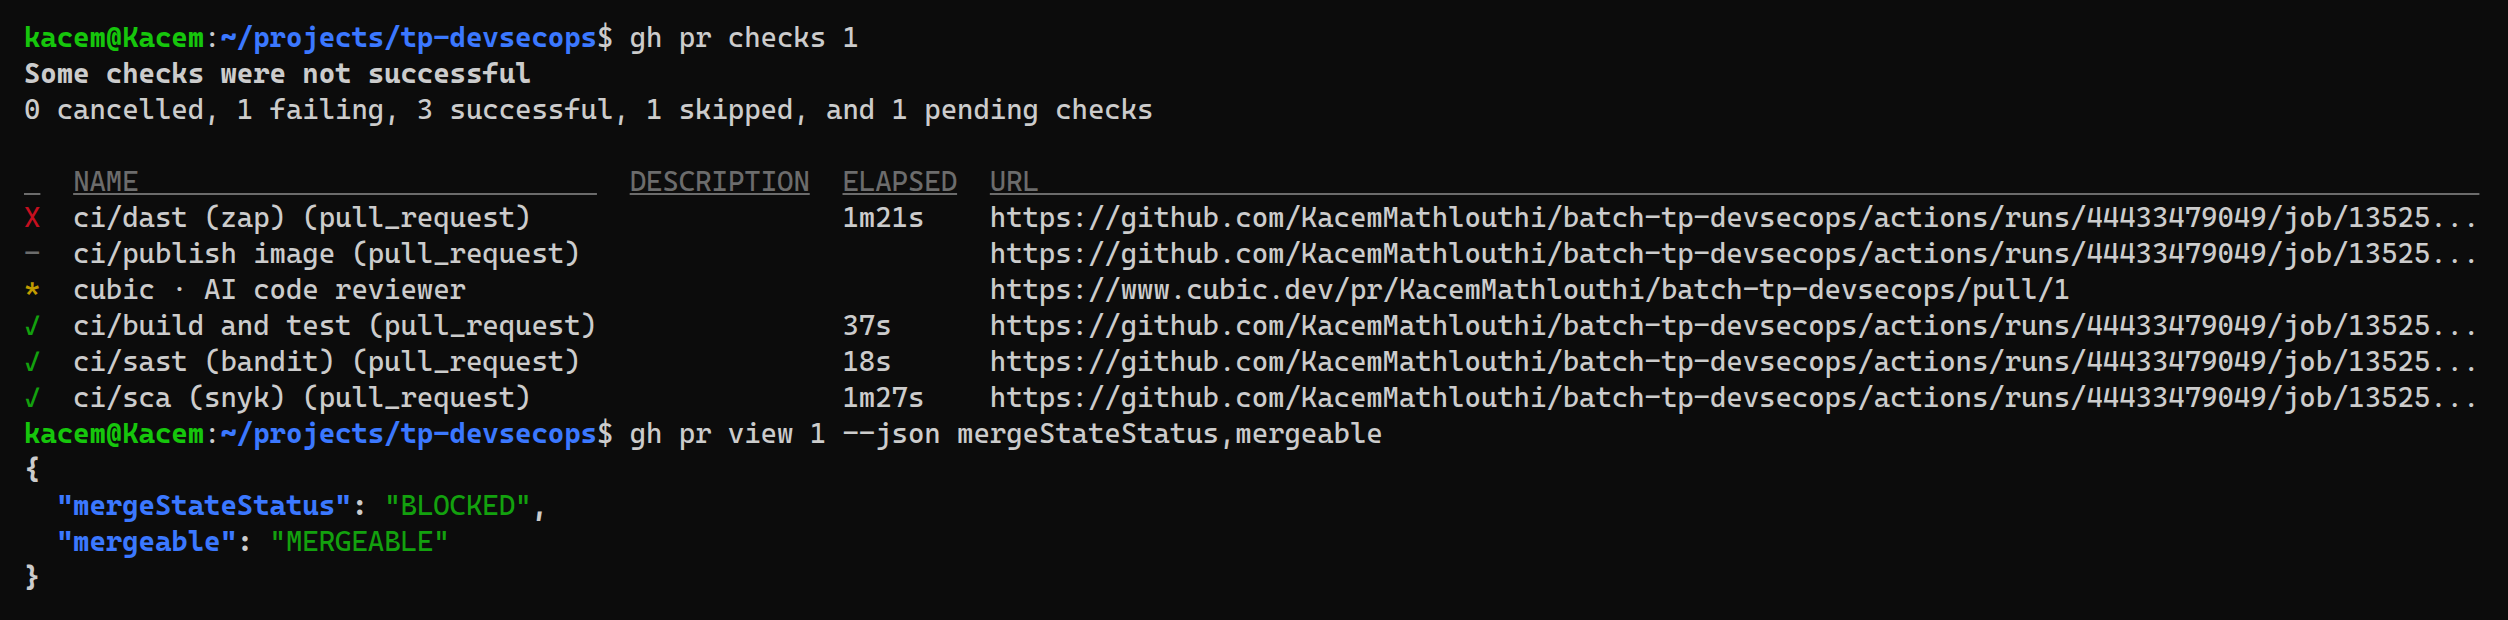 kacem@Kacem:~/projects/tp-devsecops$ gh pr checks 1
Some checks were not successful
0 cancelled, 1 failing, 3 successful, 1 skipped, and 1 pending checks
_ NAME DESCRIPTION ELAPSED URL
X ci/dast (zap) (pull_request) 1m21s https://github.com/KacemMathlouthi/batch-tp-devsecops/actions/runs/44433479049/job/13525...
- ci/publish image (pull_request) https://github.com/KacemMathlouthi/batch-tp-devsecops/actions/runs/44433479049/job/13525...
* cubic · AI code reviewer https://www.cubic.dev/pr/KacemMathlouthi/batch-tp-devsecops/pull/1
✓ ci/build and test (pull_request) 37s https://github.com/KacemMathlouthi/batch-tp-devsecops/actions/runs/44433479049/job/13525...
✓ ci/sast (bandit) (pull_request) 18s https://github.com/KacemMathlouthi/batch-tp-devsecops/actions/runs/44433479049/job/13525...
✓ ci/sca (snyk) (pull_request) 1m27s https://github.com/KacemMathlouthi/batch-tp-devsecops/actions/runs/44433479049/job/13525...
kacem@Kacem:~/projects/tp-devsecops$ gh pr view 1 --json mergeStateStatus,mergeable
{
  "mergeStateStatus": "BLOCKED",
  "mergeable": "MERGEABLE"
}